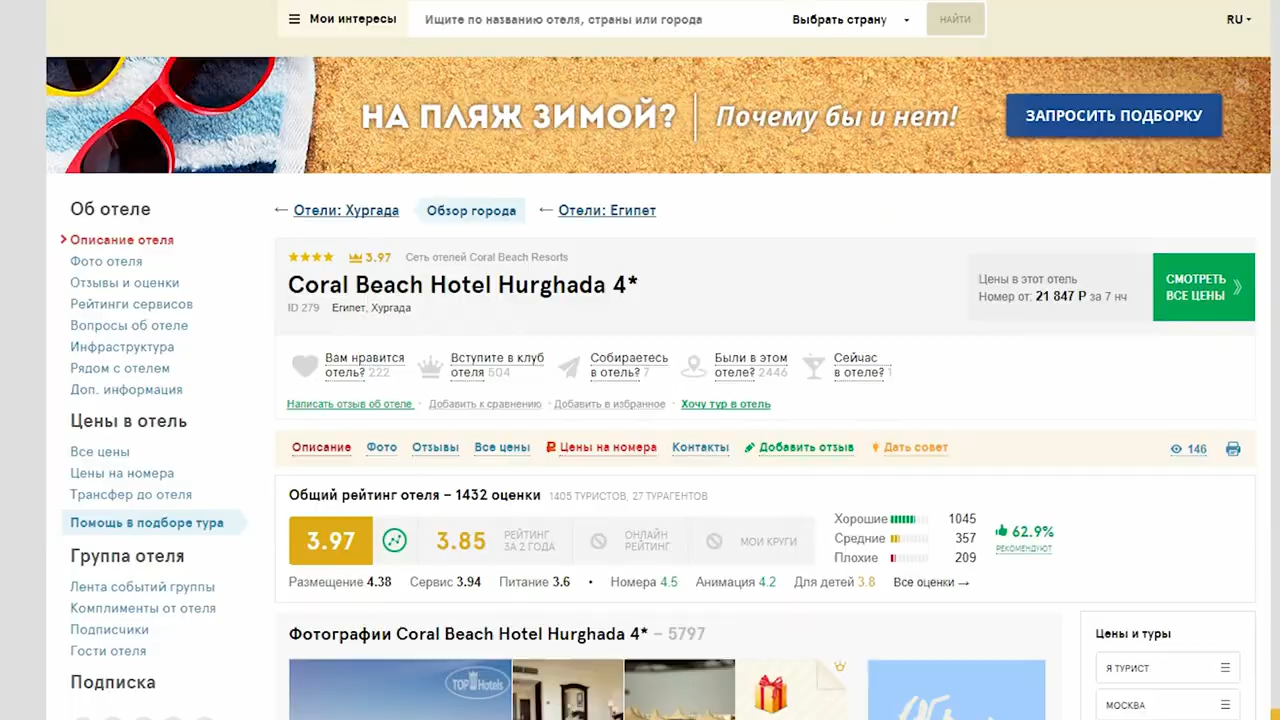 Мои интересы
Ищите по названию отеля, страны или города
Выбрать страну
НАЙТИ
RU
НА ПЛЯЖ ЗИМОЙ? Почему бы и нет!
ЗАПРОСИТЬ ПОДБОРКУ
Об отеле
Описание отеля
Фото отеля
Отзывы и оценки
Рейтинги сервисов
Вопросы об отеле
Инфраструктура
Рядом с отелем
Доп. информация
Цены в отель
Все цены
Цены на номера
Трансфер до отеля
Помощь в подборе тура
Группа отеля
Лента событий группы
Комплименты от отеля
Подписчики
Гости отеля
Подписка
← Отели: Хургада
Обзор города
← Отели: Египет
3.97 Сеть отелей Coral Beach Resorts
Coral Beach Hotel Hurghada 4*
ID 279 Египет, Хургада
Цены в этот отель
Номер от: 21 847 Р за 7 нч
СМОТРЕТЬ
ВСЕ ЦЕНЫ
Вам нравится
отель? 222
Вступите в клуб
отеля 504
Собираетесь
в отель? 7
Были в этом
отеле? 2446
Сейчас
в отеле? 1
Написать отзыв об отеле · Добавить к сравнению · Добавить в избранное · Хочу тур в отель
Описание Фото Отзывы Все цены Цены на номера Контакты Добавить отзыв Дать совет 146
Общий рейтинг отеля – 1432 оценки 1405 ТУРИСТОВ, 27 ТУРАГЕНТОВ
3.97
3.85
РЕЙТИНГ
ЗА 2 ГОДА
ОНЛАЙН
РЕЙТИНГ
МОИ КРУГИ
Хорошие 1045
Средние 357
Плохие 209
62.9%
РЕКОМЕНДУЮТ
Размещение 4.38 Сервис 3.94 Питание 3.6 • Номера 4.5 Анимация 4.2 Для детей 3.8 Все оценки →
Фотографии Coral Beach Hotel Hurghada 4* – 5797
TOP Hotels
Цены и туры
Я ТУРИСТ
МОСКВА